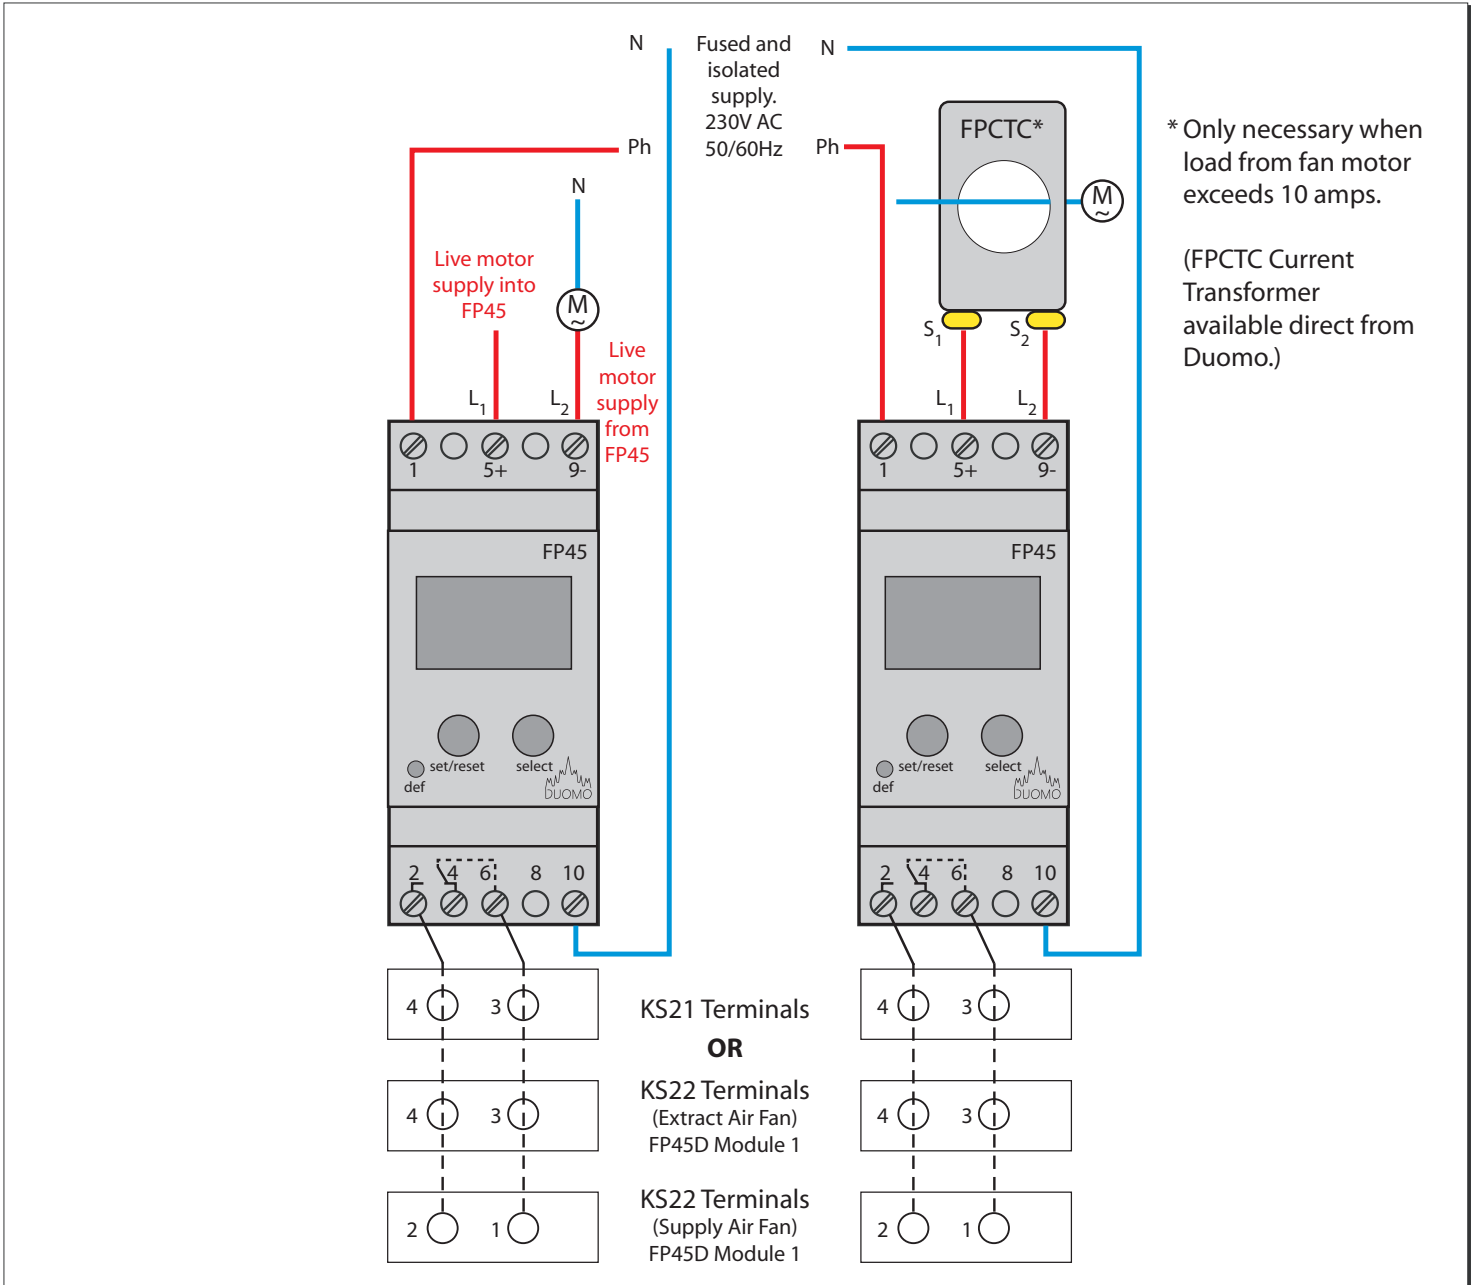 N
Fused and
isolated
supply.
230V AC
50/60Hz
N
Ph
Ph
FPCTC*
* Only necessary when
load from fan motor
exceeds 10 amps.
(FPCTC Current
Transformer
available direct from
Duomo.)
N
M
~
M
~
Live motor
supply into
FP45
Live
motor
supply
from
FP45
L1
L2
S1
S2
L1
L2
1
5+
9-
FP45
set/reset
select
def
DUOMO
2
4
6
8
10
1
5+
9-
FP45
set/reset
select
def
DUOMO
2
4
6
8
10
4
3
KS21 Terminals
4
3
OR
4
3
KS22 Terminals
(Extract Air Fan)
FP45D Module 1
4
3
2
1
KS22 Terminals
(Supply Air Fan)
FP45D Module 1
2
1